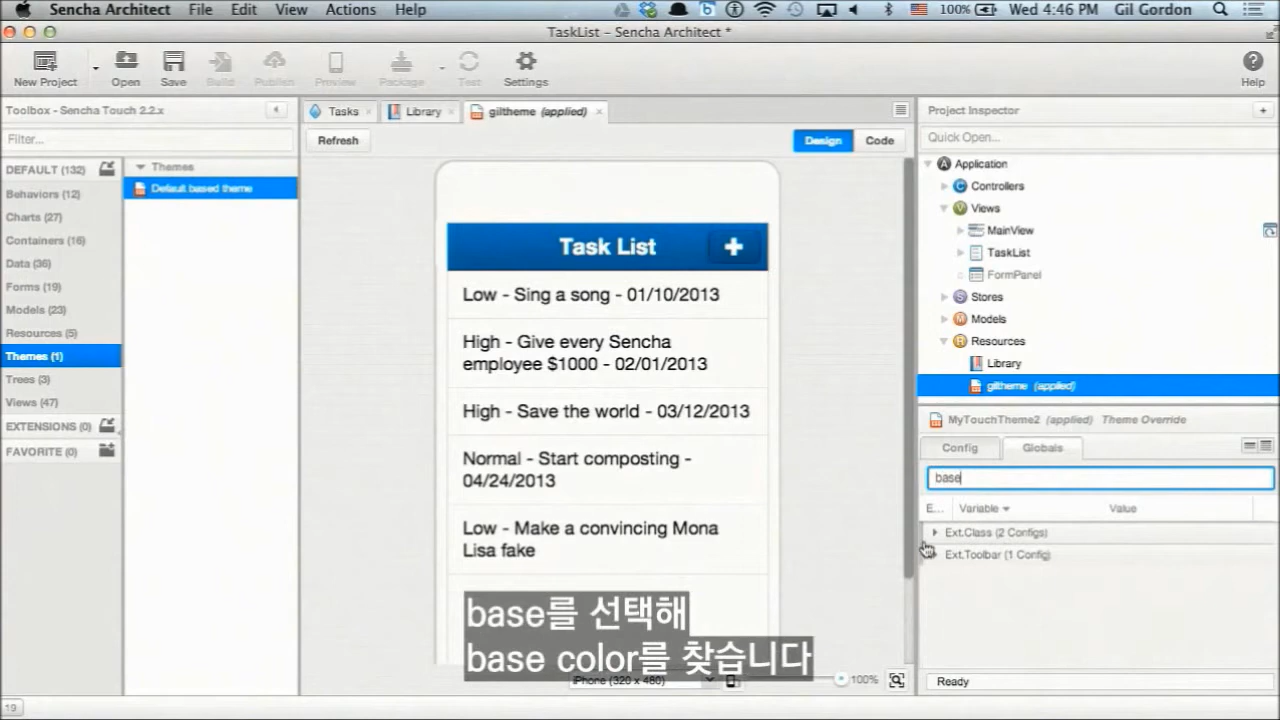 Sencha Architect File Edit View Actions Help 100% Wed 4:46 PM Gil Gordon
TaskList – Sencha Architect *
New Project Open Save Build Publish Preview Package Test Settings Help
Toolbox - Sencha Touch 2.2.x
Filter...
DEFAULT (132)
Behaviors (12)
Charts (27)
Containers (16)
Data (36)
Forms (19)
Models (23)
Resources (5)
Themes (1)
Trees (3)
Views (47)
EXTENSIONS (0)
FAVORITE (0)
Themes
Default based theme
Tasks Library giltheme (applied)
Refresh Design Code
Task List
Low - Sing a song - 01/10/2013
High - Give every Sencha
employee $1000 - 02/01/2013
High - Save the world - 03/12/2013
Normal - Start composting -
04/24/2013
Low - Make a convincing Mona
Lisa fake
base를 선택해
base color를 찾습니다
iPhone (320 x 480) 100%
Project Inspector
Quick Open...
Application
Controllers
Views
MainView
TaskList
FormPanel
Stores
Models
Resources
Library
giltheme (applied)
MyTouchTheme2 (applied) Theme Override
Config Globals
base
E... Variable Value
Ext.Class (2 Configs)
Ext.Toolbar (1 Config)
Ready
19